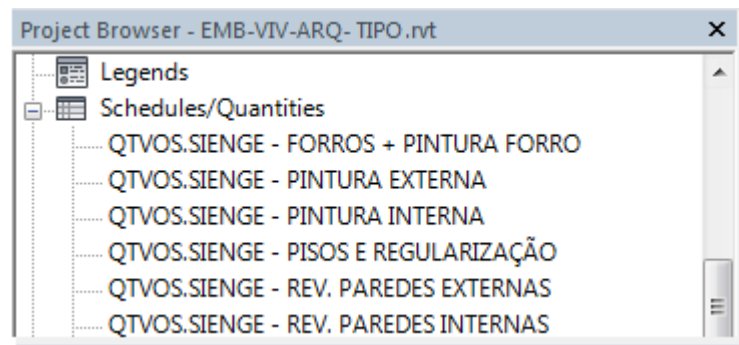 Project Browser - EMB-VIV-ARQ- TIPO.rvt
Legends
Schedules/Quantities
QTVOS.SIENGE - FORROS + PINTURA FORRO
QTVOS.SIENGE - PINTURA EXTERNA
QTVOS.SIENGE - PINTURA INTERNA
QTVOS.SIENGE - PISOS E REGULARIZAÇÃO
QTVOS.SIENGE - REV. PAREDES EXTERNAS
QTVOS.SIENGE - REV. PAREDES INTERNAS